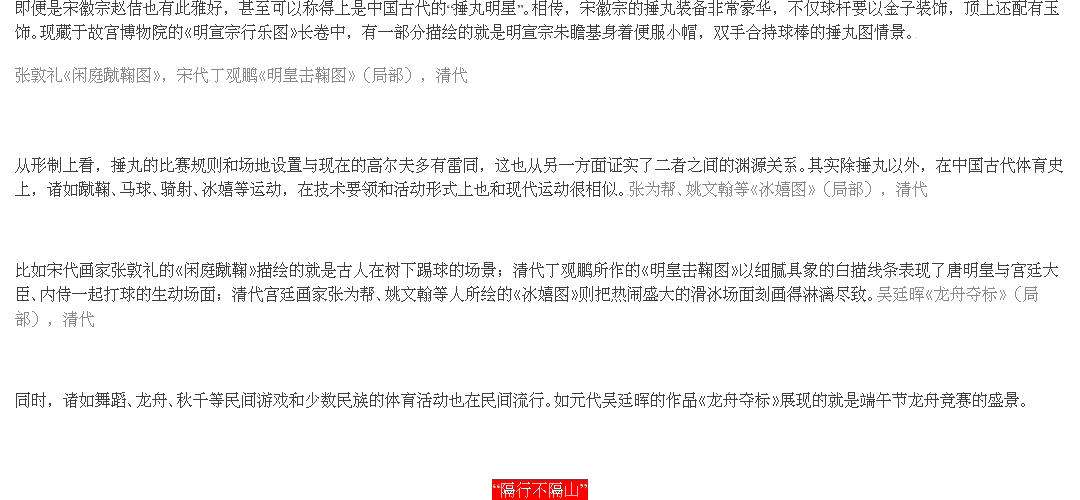 即便是宋徽宗赵佶也有此雅好，甚至可以称得上是中国古代的“捶丸明星”。相传，宋徽宗的捶丸装备非常豪华，不仅球杆要以金子装饰，顶上还配有玉
饰。现藏于故宫博物院的《明宣宗行乐图》长卷中，有一部分描绘的就是明宣宗朱瞻基身着便服小帽，双手合持球棒的捶丸图情景。
张敦礼《闲庭蹴鞠图》，宋代丁观鹏《明皇击鞠图》（局部），清代
从形制上看，捶丸的比赛规则和场地设置与现在的高尔夫多有雷同，这也从另一方面证实了二者之间的渊源关系。其实除捶丸以外，在中国古代体育史
上，诸如蹴鞠、马球、骑射、冰嬉等运动，在技术要领和活动形式上也和现代运动很相似。张为帮、姚文翰等《冰嬉图》（局部），清代
比如宋代画家张敦礼的《闲庭蹴鞠》描绘的就是古人在树下踢球的场景；清代丁观鹏所作的《明皇击鞠图》以细腻具象的白描线条表现了唐明皇与宫廷大
臣、内侍一起打球的生动场面；清代宫廷画家张为帮、姚文翰等人所绘的《冰嬉图》则把热闹盛大的滑冰场面刻画得淋漓尽致。吴廷晖《龙舟夺标》（局
部），清代
同时，诸如舞蹈、龙舟、秋千等民间游戏和少数民族的体育活动也在民间流行。如元代吴廷晖的作品《龙舟夺标》展现的就是端午节龙舟竞赛的盛景。
“隔行不隔山”